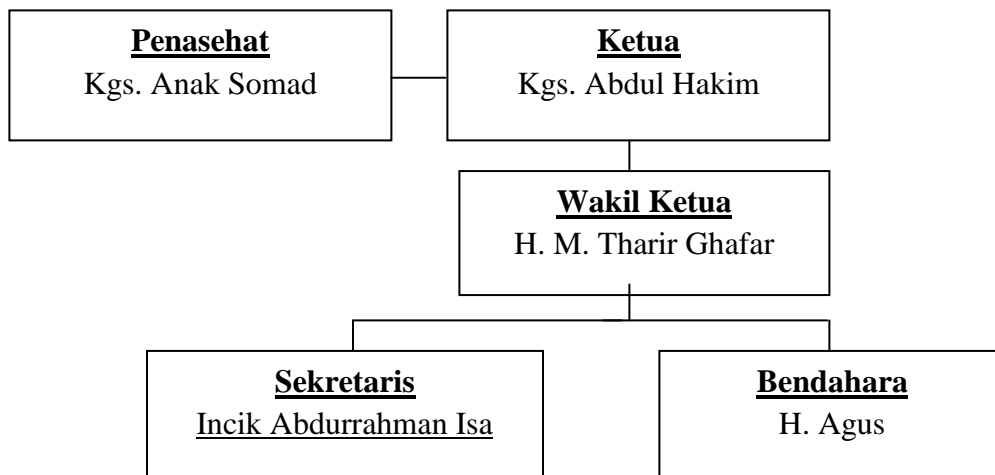 Penasehat
Kgs. Anak Somad
Ketua
Kgs. Abdul Hakim
Wakil Ketua
H. M. Tharir Ghafar
Sekretaris
Incik Abdurrahman Isa
Bendahara
H. Agus